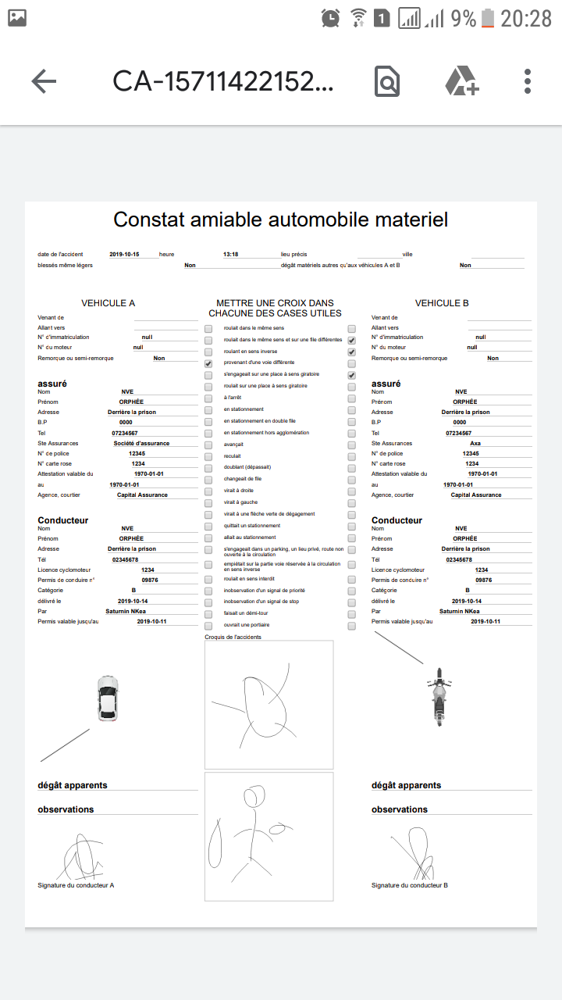 1 9% 20:28
CA-15711422152...
Constat amiable automobile materiel
date de l'accident 2019-10-15 heure 13:18 lieu précis ville
blessés même légers Non dégât matériels autres qu'aux véhicules A et B Non
VEHICULE A
Venant de
Allant vers
N° d'immatriculation null
N° du moteur null
Remorque ou semi-remorque Non
assuré
Nom NVE
Prénom ORPHÉE
Adresse Derrière la prison
B.P 0000
Tel 07234567
Ste Assurances Société d'assurance
N° de police 12345
N° carte rose 1234
Attestation valable du 1970-01-01
au 1970-01-01
Agence, courtier Capital Assurance
Conducteur
Nom NVE
Prénom ORPHÉE
Adresse Derrière la prison
Tél 02345678
Licence cyclomoteur 1234
Permis de conduire n° 09876
Catégorie B
délivré le 2019-10-14
Par Saturnin NKea
Permis valable jusqu'au 2019-10-11
dégât apparents
observations
Signature du conducteur A
METTRE UNE CROIX DANS
CHACUNE DES CASES UTILES
roulait dans le même sens
roulait dans le même sens et sur une file différentes
roulant en sens inverse
provenant d'une voie différente
s'engageait sur une place à sens giratoire
roulait sur une place à sens giratoire
à l'arrêt
en stationnement
en stationnement en double file
en stationnement hors agglomération
avançait
reculait
doublant (dépassait)
changeait de file
virait à droite
virait à gauche
virait à une flèche verte de dégagement
quittait un stationnement
allait au stationnement
s'engageait dans un parking, un lieu privé, route non
ouverte à la circulation
empiétait sur la partie voie réservée à la circulation
en sens inverse
roulait en sens interdit
inobservation d'un signal de priorité
inobservation d'un signal de stop
faisait un démi-tour
ouvrait une portiaire
Croquis de l'accidents
VEHICULE B
Venant de
Allant vers
N° d'immatriculation null
N° du moteur null
Remorque ou semi-remorque Non
assuré
Nom NVE
Prénom ORPHÉE
Adresse Derrière la prison
B.P 0000
Tel 07234567
Ste Assurances Axa
N° de police 12345
N° carte rose 1234
Attestation valable du 1970-01-01
au 1970-01-01
Agence, courtier Capital Assurance
Conducteur
Nom NVE
Prénom ORPHÉE
Adresse Derrière la prison
Tél 02345678
Licence cyclomoteur 1234
Permis de conduire n° 09876
Catégorie B
délivré le 2019-10-14
Par Saturnin NKea
Permis valable jusqu'au 2019-10-11
dégât apparents
observations
Signature du conducteur B